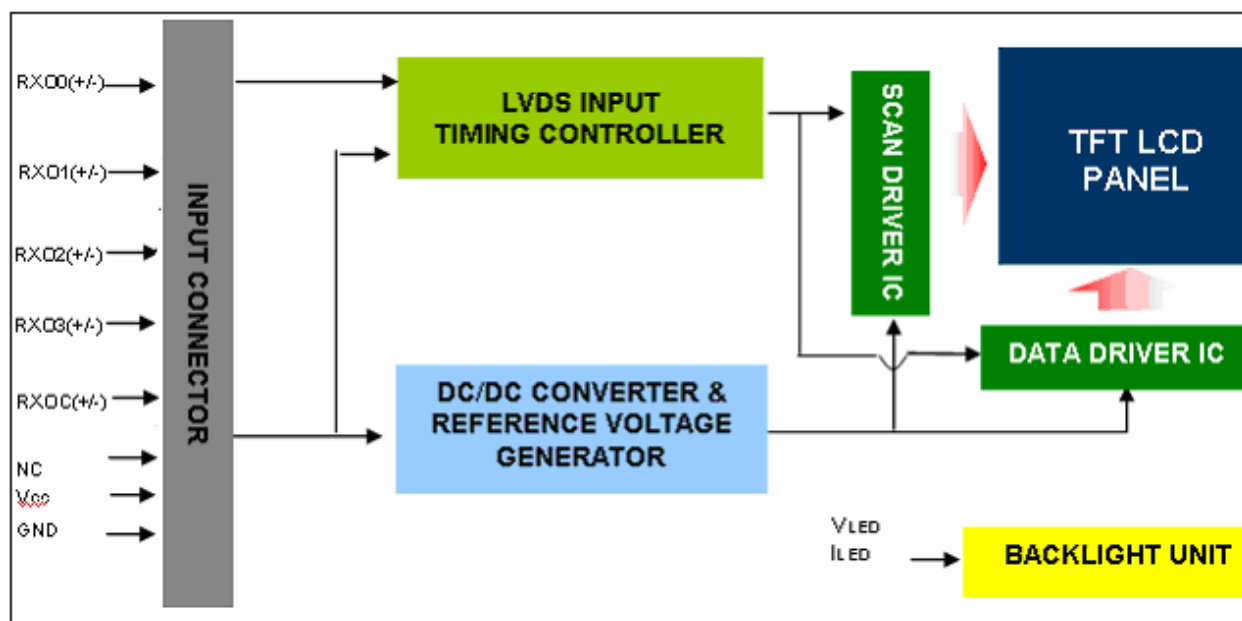 RXO0(+/-)
RXO1(+/-)
RXO2(+/-)
RXO3(+/-)
RXOC(+/-)
NC
Vcc
GND
INPUT CONNECTOR
LVDS INPUT
TIMING CONTROLLER
DC/DC CONVERTER &
REFERENCE VOLTAGE
GENERATOR
SCAN DRIVER IC
TFT LCD
PANEL
DATA DRIVER IC
VLED
ILED
BACKLIGHT UNIT